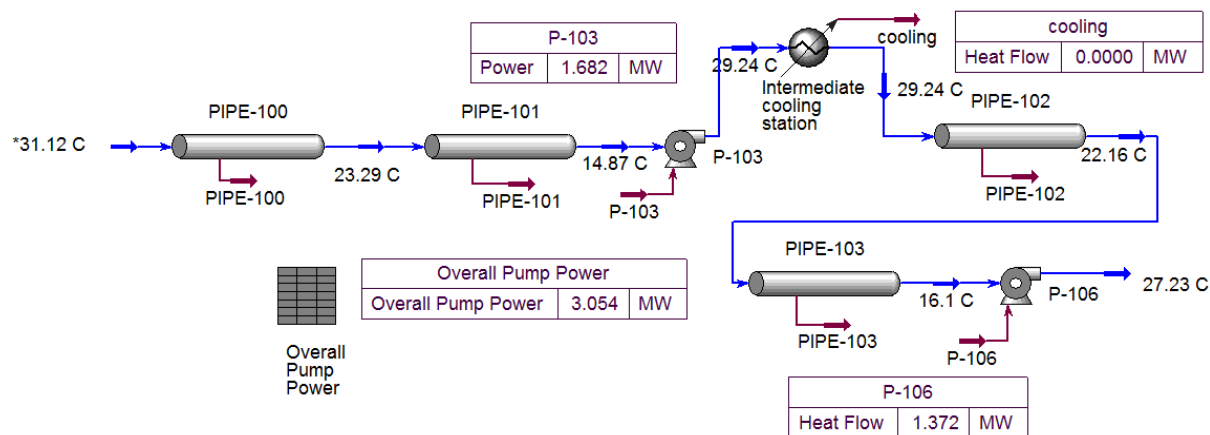 P-103
Power 1.682 MW
cooling
cooling
Heat Flow 0.0000 MW
29.24 C
Intermediate
cooling
station
29.24 C
PIPE-100
PIPE-101
PIPE-102
*31.12 C
23.29 C
14.87 C
P-103
22.16 C
PIPE-100
PIPE-101
P-103
PIPE-102
PIPE-103
Overall Pump Power
Overall Pump Power 3.054 MW
16.1 C
P-106
27.23 C
PIPE-103
P-106
Overall
Pump
Power
P-106
Heat Flow 1.372 MW